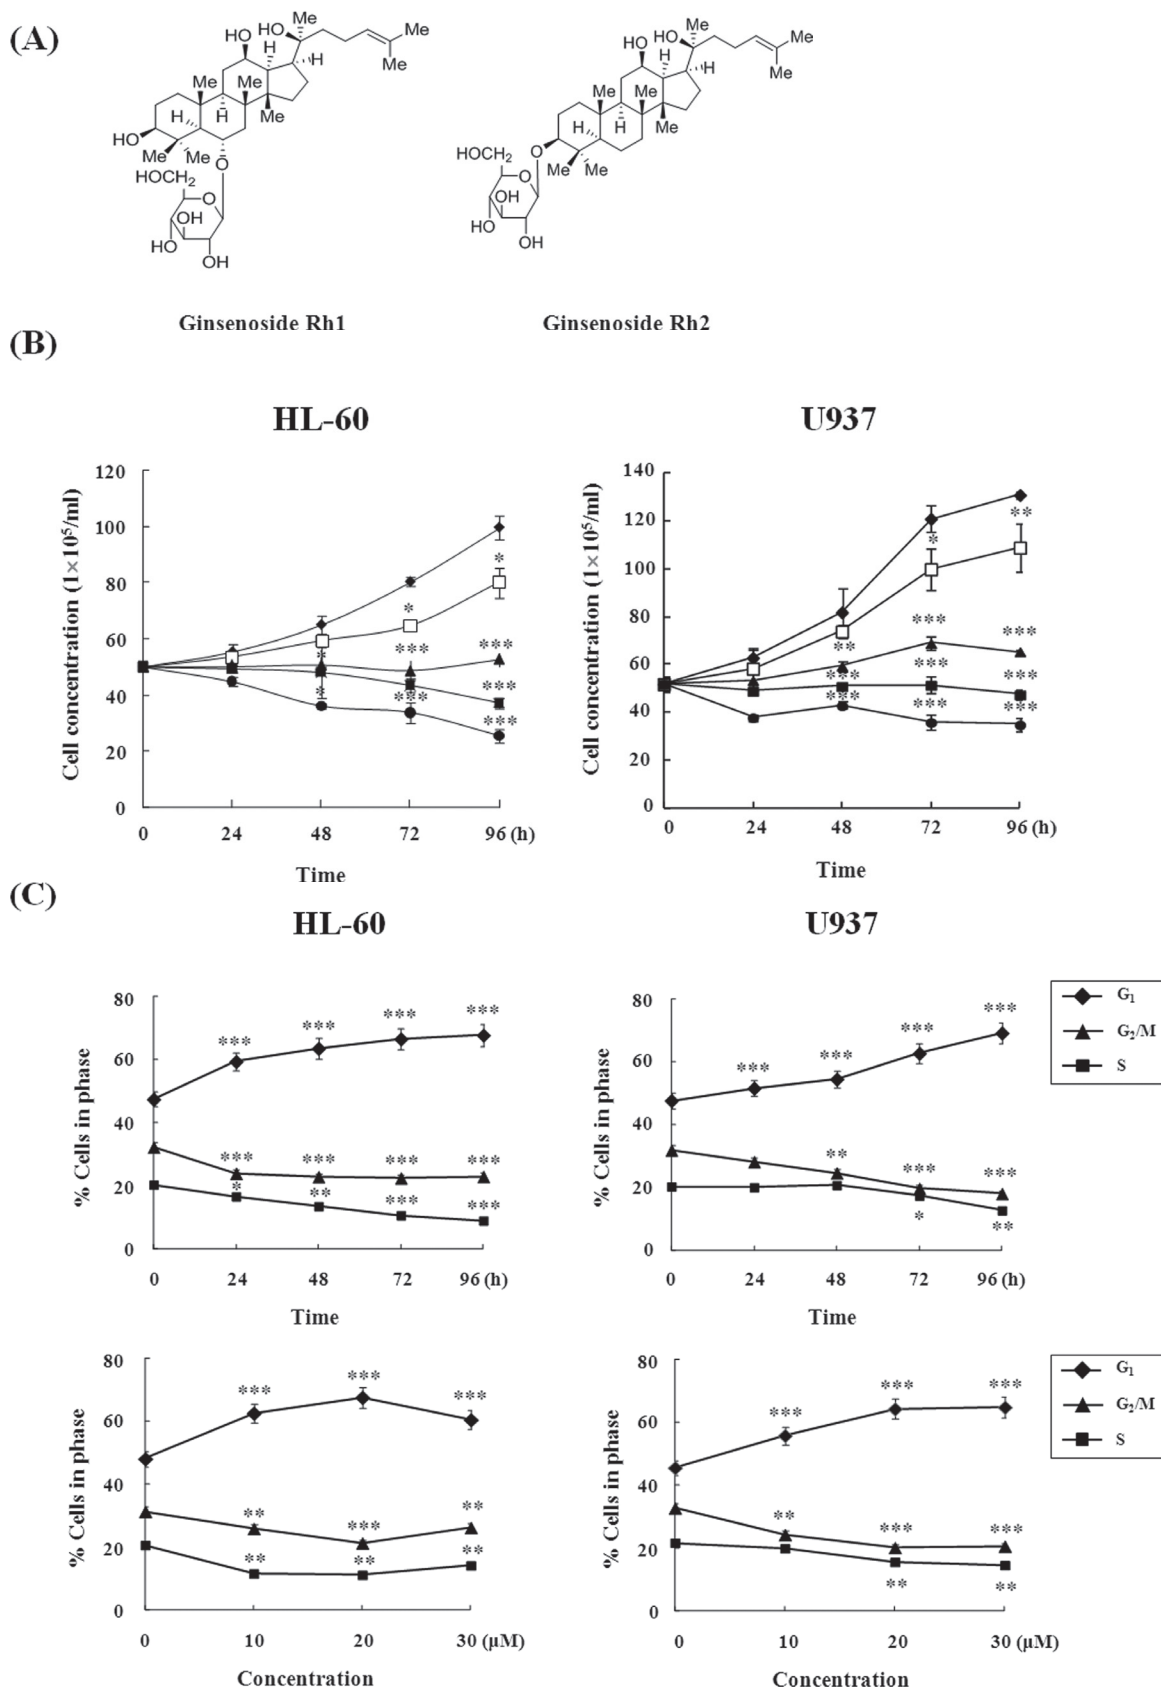 (A)
HO
HO Me
H
H
Me
Me
Me Me
H
H
Me
HO
Me Me
O
HOCH2
O
OH
HO
OH
HO
HO Me
H
H
Me
Me
Me Me
H
H
Me
O
Me Me
HOCH2
O
OH
HO
OH
Ginsenoside Rh1 Ginsenoside Rh2
(B)
HL-60 U937
Cell concentration (1×10⁵/ml)
120
100
80
60
40
20
0
* * * * *** *** *** *** ***
0 24 48 72 96 (h)
Time
Cell concentration (1×10⁵/ml)
140
120
100
80
60
40
20
0
* ** ** *** *** *** *** *** *** *** ***
0 24 48 72 96 (h)
Time
(C)
HL-60 U937
% Cells in phase
80
60
40
20
0
*** *** *** ***
*** *** *** ***
* ** *** ***
0 24 48 72 96 (h)
Time
% Cells in phase
80
60
40
20
0
*** *** *** ***
** *** ***
* **
0 24 48 72 96 (h)
Time
G₁
G₂/M
S
% Cells in phase
80
60
40
20
0
*** *** ***
** *** **
** ** **
0 10 20 30 (µM)
Concentration
% Cells in phase
80
60
40
20
0
*** *** ***
** *** ***
** **
0 10 20 30 (µM)
Concentration
G₁
G₂/M
S